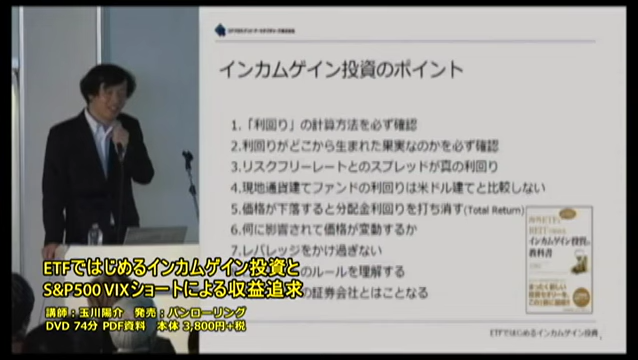 インカムゲイン投資のポイント
1.「利回り」の計算方法を必ず確認
2.利回りがどこから生まれた果実なのかを必ず確認
3.リスクフリーレートとのスプレッドが真の利回り
4.現地通貨建てファンドの利回りは米ドル建てと比較しない
5.価格が下落すると分配金利回りを打ち消す(Total Return)
6.何に影響されて価格が変動するか
7.レバレッジをかけ過ぎない
のルールを理解する
の証券会社とはことなる
インカムゲイン投資の
教科書
ETFではじめるインカムゲイン投資と
S&P500 VIXショートによる収益追求
講師：玉川陽介　発売：パンローリング
DVD 74分 PDF資料　本体 3,800円+税
ETFではじめるインカムゲイン投資